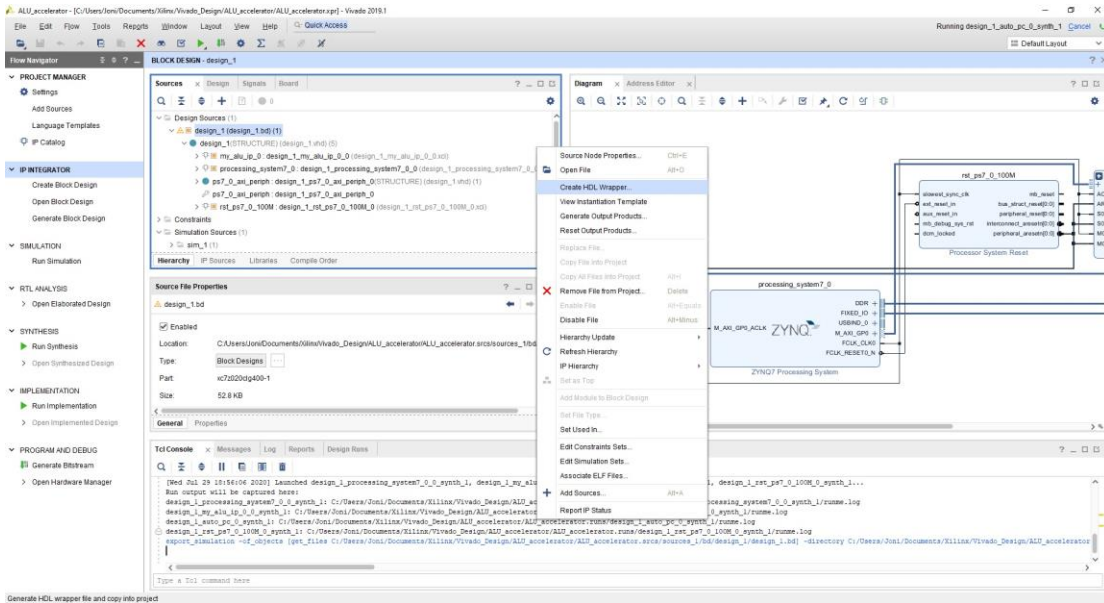 ALU_accelerator - [C:/Users/Joni/Documents/Xilinx/Vivado_Design/ALU_accelerator/ALU_accelerator.xpr] - Vivado 2019.1
File Edit Flow Tools Reports Window Layout View Help Quick Access
Running design_1_auto_pc_0_synth_1 Cancel
Default Layout
Flow Navigator
PROJECT MANAGER
Settings
Add Sources
Language Templates
IP Catalog
IP INTEGRATOR
Create Block Design
Open Block Design
Generate Block Design
SIMULATION
Run Simulation
RTL ANALYSIS
Open Elaborated Design
SYNTHESIS
Run Synthesis
Open Synthesized Design
IMPLEMENTATION
Run Implementation
Open Implemented Design
PROGRAM AND DEBUG
Generate Bitstream
Open Hardware Manager
BLOCK DESIGN - design_1
Sources Design Signals Board
Design Sources (1)
design_1 (design_1.bd) (1)
design_1(STRUCTURE) (design_1.vhd) (5)
my_alu_ip_0 : design_1_my_alu_ip_0_0 (design_1_my_alu_ip_0_0.xci)
processing_system7_0 : design_1_processing_system7_0_0 (design_1_processing_system7_0_
ps7_0_axi_periph : design_1_ps7_0_axi_periph_0(STRUCTURE) (design_1.vhd) (1)
ps7_0_axi_periph : design_1_ps7_0_axi_periph_0
rst_ps7_0_100M : design_1_rst_ps7_0_100M_0 (design_1_rst_ps7_0_100M_0.xci)
Constraints
Simulation Sources (1)
sim_1 (1)
Hierarchy IP Sources Libraries Compile Order
Source File Properties
design_1.bd
Enabled
Location: C:/Users/Joni/Documents/Xilinx/Vivado_Design/ALU_accelerator/ALU_accelerator.srcs/sources_1/bd
Type: Block Designs
Part: xc7z020clg400-1
Size: 52.8 KB
General Properties
Source Node Properties... Ctrl+E
Open File Alt+O
Create HDL Wrapper...
View Instantiation Template
Generate Output Products...
Reset Output Products...
Replace File...
Copy File Into Project
Copy All Files Into Project Alt+I
Remove File from Project... Delete
Enable File Alt+Equals
Disable File Alt+Minus
Hierarchy Update
Refresh Hierarchy
IP Hierarchy
Set as Top
Add Module to Block Design
Set File Type...
Set Used In...
Edit Constraints Sets...
Edit Simulation Sets...
Associate ELF Files...
Add Sources... Alt+A
Report IP Status
Diagram Address Editor
rst_ps7_0_100M
slowest_sync_clk mb_reset
ext_reset_in bus_struct_reset[0:0]
aux_reset_in peripheral_reset[0:0]
mb_debug_sys_rst interconnect_aresetn[0:0]
dcm_locked peripheral_aresetn[0:0]
Processor System Reset
processing_system7_0
DDR
FIXED_IO
USBIND_0
M_AXI_GP0_ACLK ZYNQ M_AXI_GP0
FCLK_CLK0
FCLK_RESET0_N
ZYNQ7 Processing System
Tcl Console Messages Log Reports Design Runs
[Wed Jul 29 18:56:06 2020] Launched design_1_processing_system7_0_0_synth_1, design_1_my_alu 1, design_1_rst_ps7_0_100M_0_synth_1...
Run output will be captured here:
design_1_processing_system7_0_0_synth_1: C:/Users/Joni/Documents/Xilinx/Vivado_Design/ALU_ac cessing_system7_0_0_synth_1/runme.log
design_1_my_alu_ip_0_0_synth_1: C:/Users/Joni/Documents/Xilinx/Vivado_Design/ALU_accelerator 0_synth_1/runme.log
design_1_auto_pc_0_synth_1: C:/Users/Joni/Documents/Xilinx/Vivado_Design/ALU_accelerator/ALU_accelerator.runs/design_1_auto_pc_0_synth_1/runme.log
design_1_rst_ps7_0_100M_0_synth_1: C:/Users/Joni/Documents/Xilinx/Vivado_Design/ALU_accelerator/ALU_accelerator.runs/design_1_rst_ps7_0_100M_0_synth_1/runme.log
export_simulation -of_objects [get_files C:/Users/Joni/Documents/Xilinx/Vivado_Design/ALU_accelerator/ALU_accelerator.srcs/sources_1/bd/design_1/design_1.bd] -directory C:/Users/Joni/Documents/Xilinx/Vivado_Design/ALU_accelerator
Type a Tcl command here
Generate HDL wrapper file and copy into project